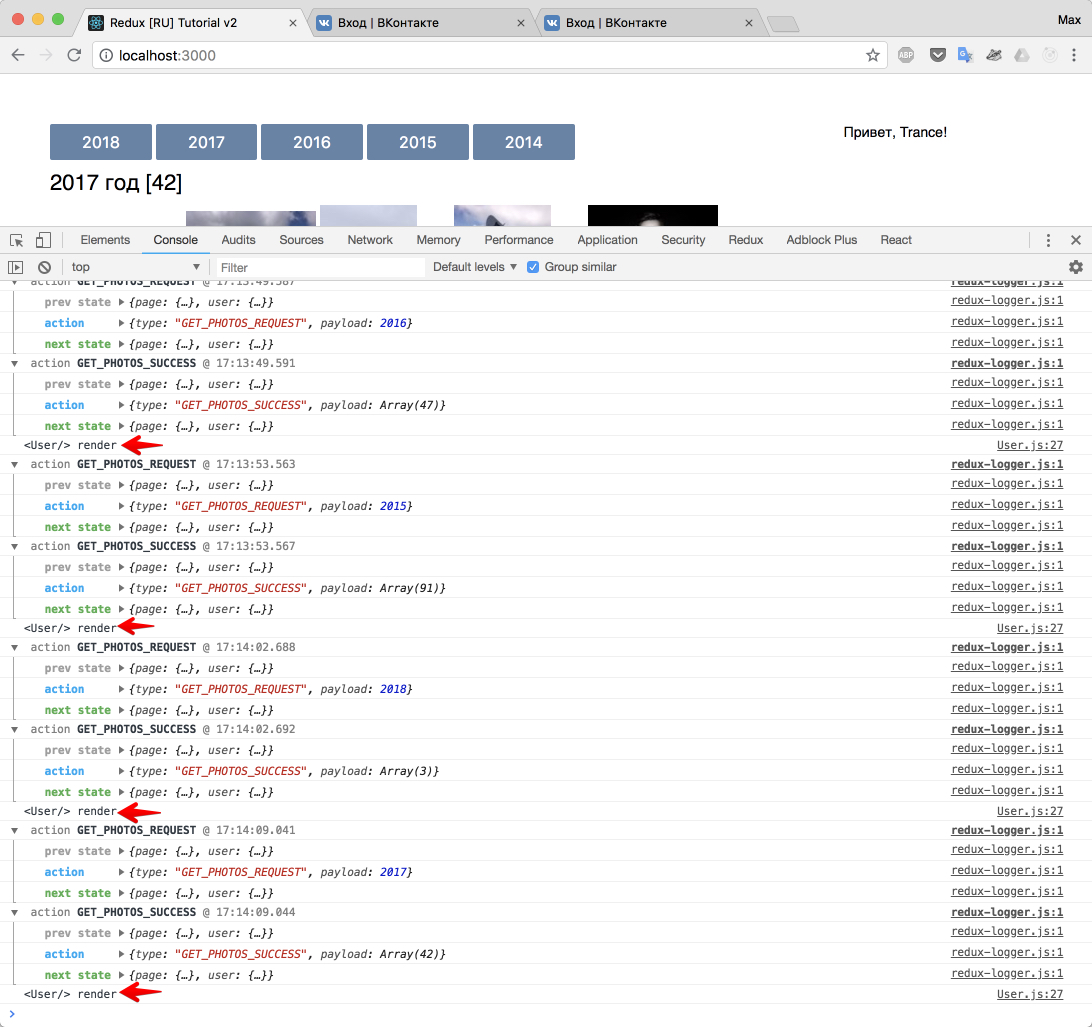 Redux [RU] Tutorial v2 × Вход | ВКонтакте × Вход | ВКонтакте × Max
localhost:3000 ABP
2018 2017 2016 2015 2014 Привет, Trance!
2017 год [42]
Elements Console Audits Sources Network Memory Performance Application Security Redux Adblock Plus React
top Filter Default levels Group similar
action GET_PHOTOS_REQUEST @ 17:13:49.587 redux-logger.js:1
prev state {page: {…}, user: {…}} redux-logger.js:1
action {type: "GET_PHOTOS_REQUEST", payload: 2016} redux-logger.js:1
next state {page: {…}, user: {…}} redux-logger.js:1
action GET_PHOTOS_SUCCESS @ 17:13:49.591 redux-logger.js:1
prev state {page: {…}, user: {…}} redux-logger.js:1
action {type: "GET_PHOTOS_SUCCESS", payload: Array(47)} redux-logger.js:1
next state {page: {…}, user: {…}} redux-logger.js:1
<User/> render User.js:27
action GET_PHOTOS_REQUEST @ 17:13:53.563 redux-logger.js:1
prev state {page: {…}, user: {…}} redux-logger.js:1
action {type: "GET_PHOTOS_REQUEST", payload: 2015} redux-logger.js:1
next state {page: {…}, user: {…}} redux-logger.js:1
action GET_PHOTOS_SUCCESS @ 17:13:53.567 redux-logger.js:1
prev state {page: {…}, user: {…}} redux-logger.js:1
action {type: "GET_PHOTOS_SUCCESS", payload: Array(91)} redux-logger.js:1
next state {page: {…}, user: {…}} redux-logger.js:1
<User/> render User.js:27
action GET_PHOTOS_REQUEST @ 17:14:02.688 redux-logger.js:1
prev state {page: {…}, user: {…}} redux-logger.js:1
action {type: "GET_PHOTOS_REQUEST", payload: 2018} redux-logger.js:1
next state {page: {…}, user: {…}} redux-logger.js:1
action GET_PHOTOS_SUCCESS @ 17:14:02.692 redux-logger.js:1
prev state {page: {…}, user: {…}} redux-logger.js:1
action {type: "GET_PHOTOS_SUCCESS", payload: Array(3)} redux-logger.js:1
next state {page: {…}, user: {…}} redux-logger.js:1
<User/> render User.js:27
action GET_PHOTOS_REQUEST @ 17:14:09.041 redux-logger.js:1
prev state {page: {…}, user: {…}} redux-logger.js:1
action {type: "GET_PHOTOS_REQUEST", payload: 2017} redux-logger.js:1
next state {page: {…}, user: {…}} redux-logger.js:1
action GET_PHOTOS_SUCCESS @ 17:14:09.044 redux-logger.js:1
prev state {page: {…}, user: {…}} redux-logger.js:1
action {type: "GET_PHOTOS_SUCCESS", payload: Array(42)} redux-logger.js:1
next state {page: {…}, user: {…}} redux-logger.js:1
<User/> render User.js:27